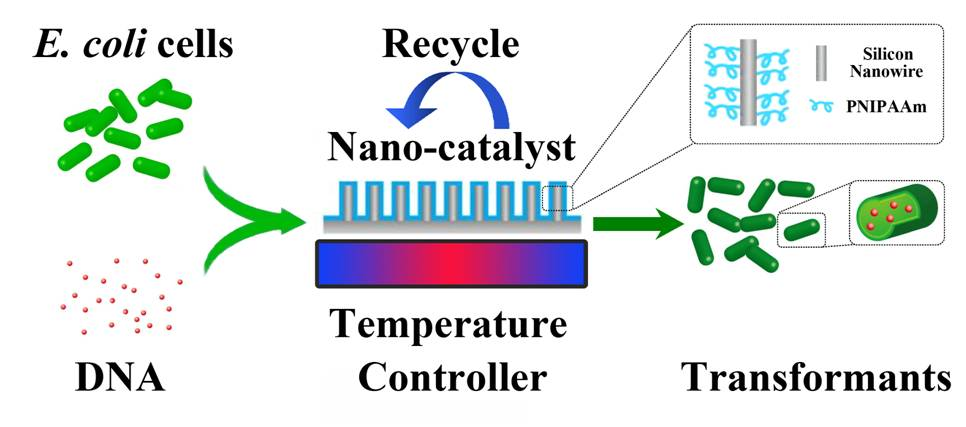 E. coli cells
DNA
Recycle
Nano-catalyst
Temperature
Controller
Silicon
Nanowire
PNIPAAm
Transformants